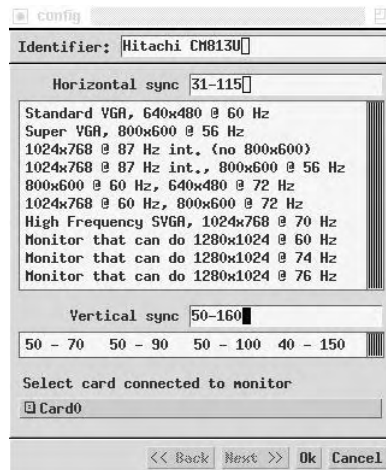 config
Identifier: Hitachi CM813U
Horizontal sync 31-115
Standard VGA, 640x480 @ 60 Hz
Super VGA, 800x600 @ 56 Hz
1024x768 @ 87 Hz int. (no 800x600)
1024x768 @ 87 Hz int., 800x600 @ 56 Hz
800x600 @ 60 Hz, 640x480 @ 72 Hz
1024x768 @ 60 Hz, 800x600 @ 72 Hz
High Frequency SVGA, 1024x768 @ 70 Hz
Monitor that can do 1280x1024 @ 60 Hz
Monitor that can do 1280x1024 @ 74 Hz
Monitor that can do 1280x1024 @ 76 Hz
Vertical sync 50-160
50 - 70 50 - 90 50 - 100 40 - 150
Select card connected to monitor
Card0
<< Back Next >> Ok Cancel